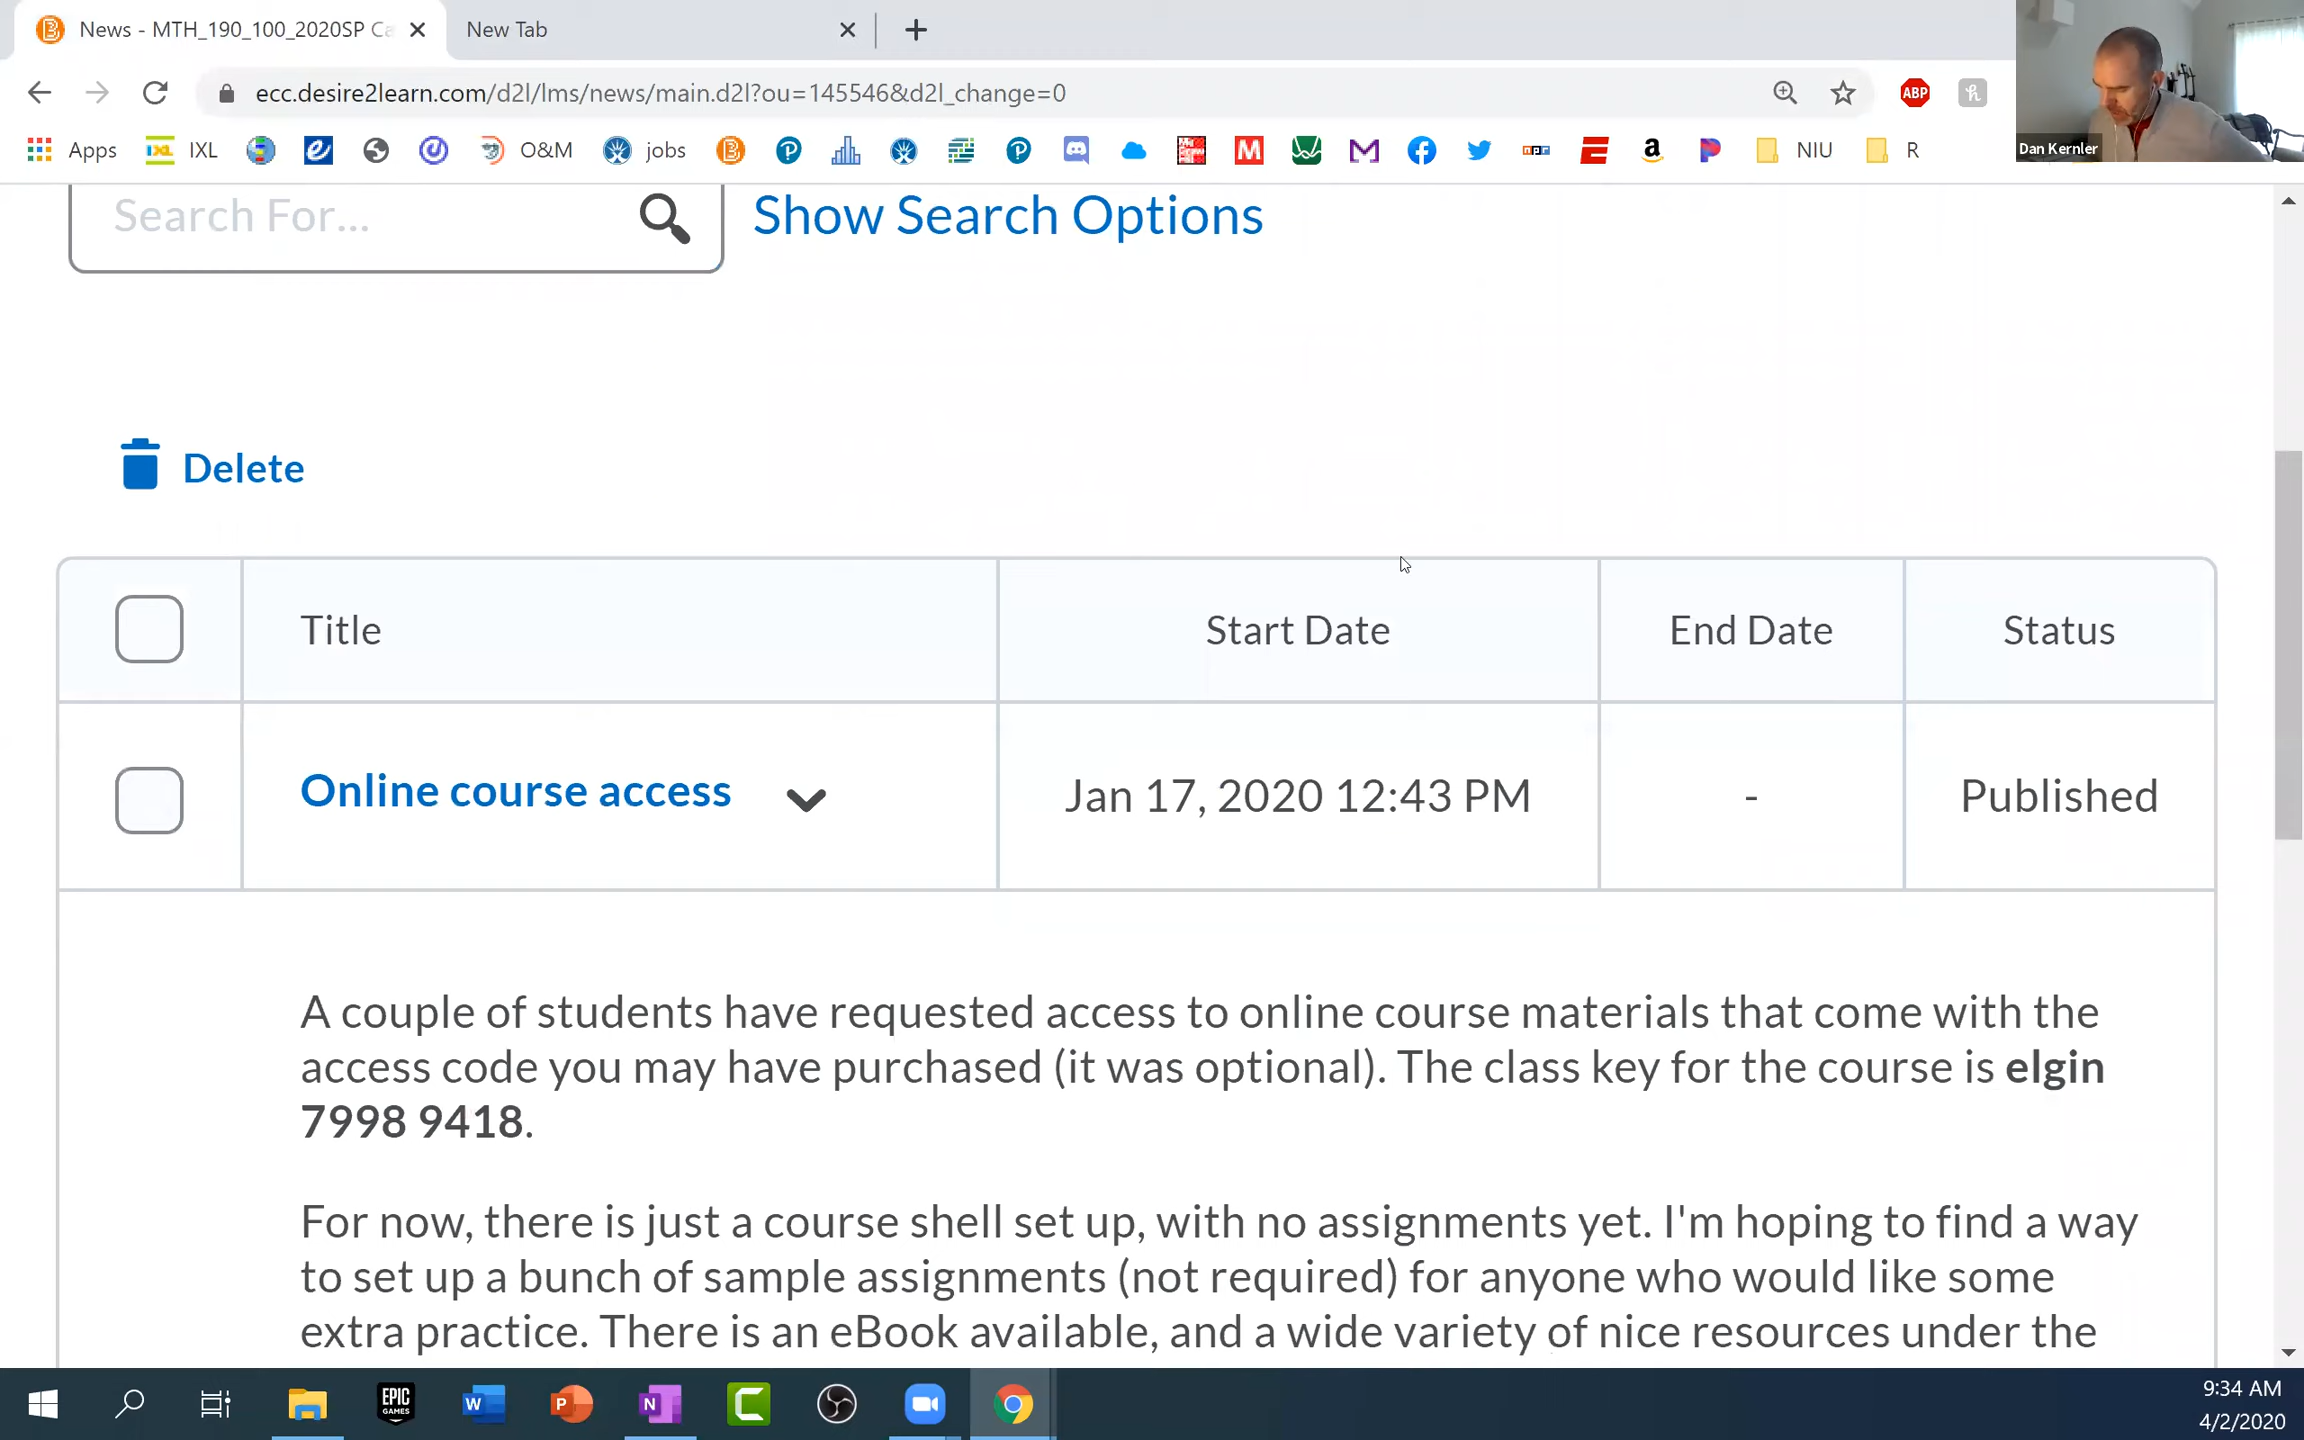 News - MTH_190_100_2020SP Ca
New Tab
ecc.desire2learn.com/d2l/lms/news/main.d2l?ou=145546&d2l_change=0
ABP
h
Apps
IXL
IXL
O&M
jobs
M
npr
E
a
NIU
R
Dan Kernler
Search For...
Show Search Options
Delete
Title
Start Date
End Date
Status
Online course access
Jan 17, 2020 12:43 PM
-
Published
A couple of students have requested access to online course materials that come with the
access code you may have purchased (it was optional). The class key for the course is elgin
7998 9418.
For now, there is just a course shell set up, with no assignments yet. I'm hoping to find a way
to set up a bunch of sample assignments (not required) for anyone who would like some
extra practice. There is an eBook available, and a wide variety of nice resources under the
EPIC
GAMES
W
P
N
C
9:34 AM
4/2/2020